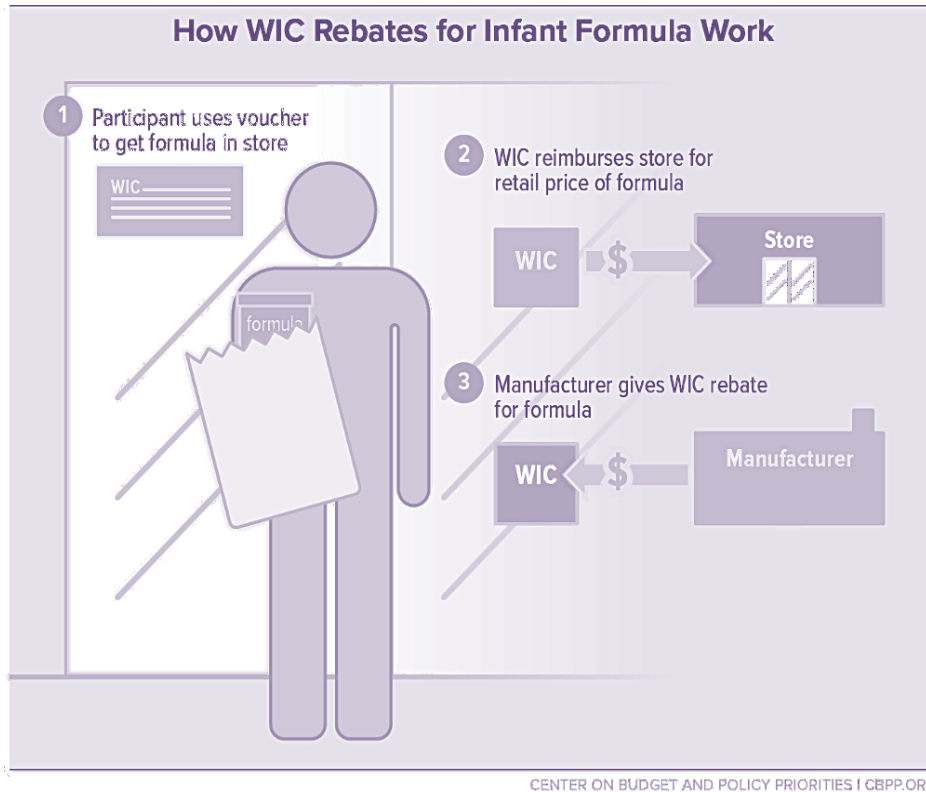 How WIC Rebates for Infant Formula Work
1
Participant uses voucher
to get formula in store
WIC
formula
2
WIC reimburses store for
retail price of formula
WIC
$
Store
3
Manufacturer gives WIC rebate
for formula
WIC
$
Manufacturer
CENTER ON BUDGET AND POLICY PRIORITIES | CBPP.OR